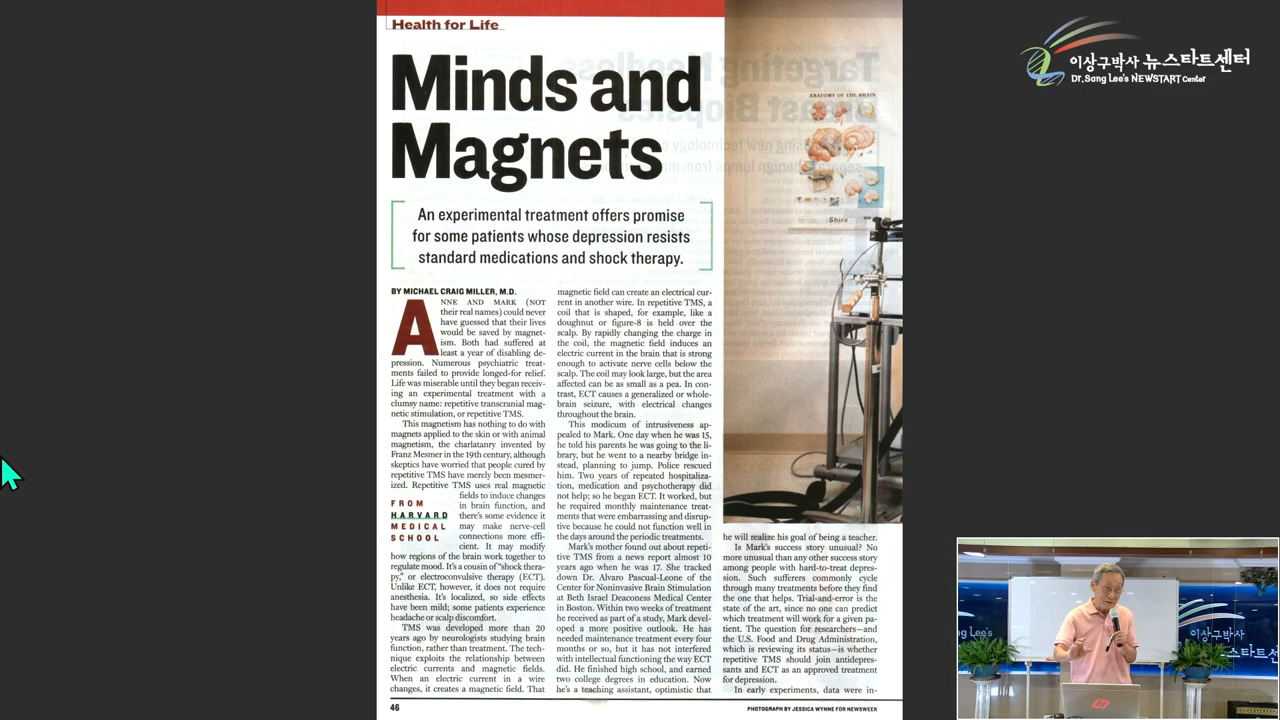 Health for Life
Minds and
Magnets
An experimental treatment offers promise
for some patients whose depression resists
standard medications and shock therapy.
BY MICHAEL CRAIG MILLER, M.D.
ANNE AND MARK (NOT
their real names) could never
have guessed that their lives
would be saved by magnet-
ism. Both had suffered at
least a year of disabling de-
pression. Numerous psychiatric treat-
ments failed to provide longed-for relief.
Life was miserable until they began receiv-
ing an experimental treatment with a
clumsy name: repetitive transcranial mag-
netic stimulation, or repetitive TMS.
This magnetism has nothing to do with
magnets applied to the skin or with animal
magnetism, the charlatanry invented by
Franz Mesmer in the 19th century, although
skeptics have worried that people cured by
repetitive TMS have merely been mesmer-
ized. Repetitive TMS uses real magnetic
fields to induce changes
in brain function, and
there's some evidence it
may make nerve-cell
connections more effi-
cient. It may modify
how regions of the brain work together to
regulate mood. It's a cousin of "shock thera-
py," or electroconvulsive therapy (ECT).
Unlike ECT, however, it does not require
anesthesia. It's localized, so side effects
have been mild; some patients experience
headache or scalp discomfort.
TMS was developed more than 20
years ago by neurologists studying brain
function, rather than treatment. The tech-
nique exploits the relationship between
electric currents and magnetic fields.
When an electric current in a wire
changes, it creates a magnetic field. That
FROM
HARVARD
MEDICAL
SCHOOL
magnetic field can create an electrical cur-
rent in another wire. In repetitive TMS, a
coil that is shaped, for example, like a
doughnut or figure-8 is held over the
scalp. By rapidly changing the charge in
the coil, the magnetic field induces an
electric current in the brain that is strong
enough to activate nerve cells below the
scalp. The coil may look large, but the area
affected can be as small as a pea. In con-
trast, ECT causes a generalized or whole-
brain seizure, with electrical changes
throughout the brain.
This modicum of intrusiveness ap-
pealed to Mark. One day when he was 15,
he told his parents he was going to the li-
brary, but he went to a nearby bridge in-
stead, planning to jump. Police rescued
him. Two years of repeated hospitaliza-
tion, medication and psychotherapy did
not help; so he began ECT. It worked, but
he required monthly maintenance treat-
ments that were embarrassing and disrup-
tive because he could not function well in
the days around the periodic treatments.
Mark's mother found out about repeti-
tive TMS from a news report almost 10
years ago when he was 17. She tracked
down Dr. Alvaro Pascual-Leone of the
Center for Noninvasive Brain Stimulation
at Beth Israel Deaconess Medical Center
in Boston. Within two weeks of treatment
he received as part of a study, Mark devel-
oped a more positive outlook. He has
needed maintenance treatment every four
months or so, but it has not interfered
with intellectual functioning the way ECT
did. He finished high school, and earned
two college degrees in education. Now
he's a teaching assistant, optimistic that
he will realize his goal of being a teacher.
Is Mark's success story unusual? No
more unusual than any other success story
among people with hard-to-treat depres-
sion. Such sufferers commonly cycle
through many treatments before they find
the one that helps. Trial-and-error is the
state of the art, since no one can predict
which treatment will work for a given pa-
tient. The question for researchers—and
the U.S. Food and Drug Administration,
which is reviewing its status—is whether
repetitive TMS should join antidepres-
sants and ECT as an approved treatment
for depression.
In early experiments, data were in-
46
PHOTOGRAPH BY JESSICA WYNNE FOR NEWSWEEK
ANATOMY OF THE BRAIN
Shire
이상구박사 뉴스타트센터
Dr. Sang Lee's NEWSTART Center
ng Lee's
이상구박사
스타트센